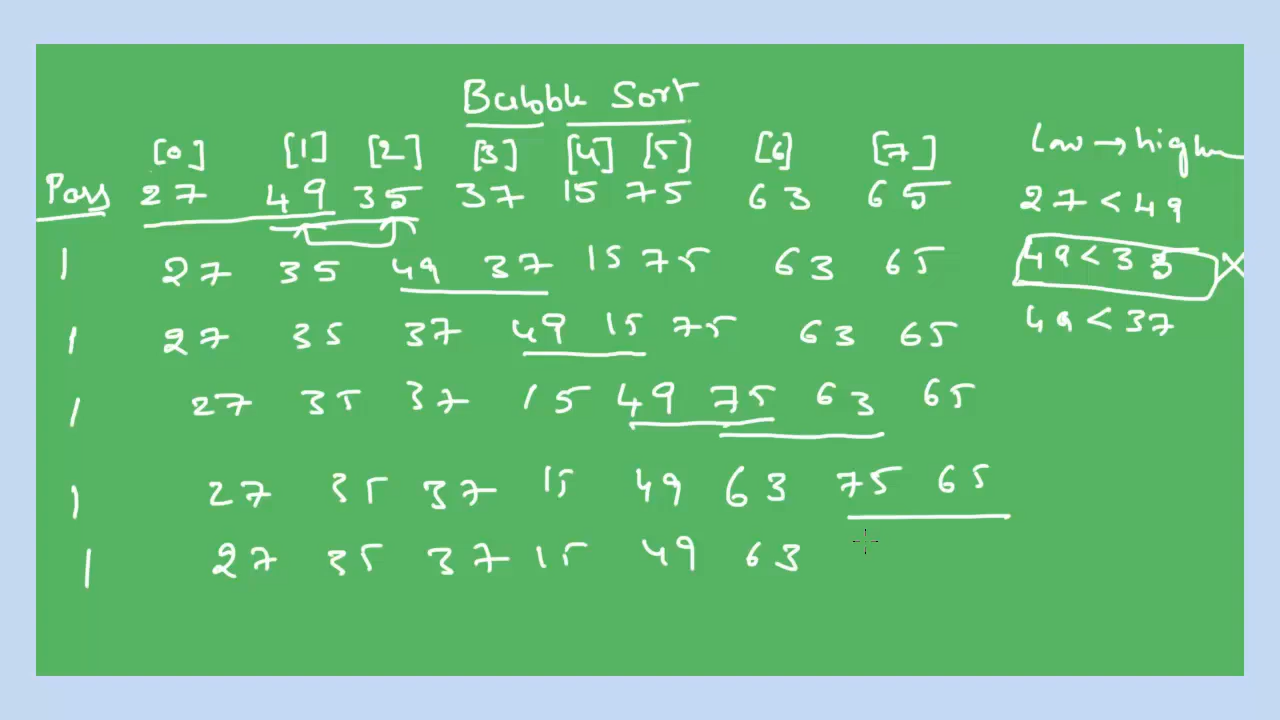 Bubble Sort
[0] [1] [2] [3] [4] [5] [6] [7] Low → higher
Pass 27 49 35 37 15 75 63 65 27 < 49
1 27 35 49 37 15 75 63 65 49 < 35 X
1 27 35 37 49 15 75 63 65 49 < 37
1 27 35 37 15 49 75 63 65
1 27 35 37 15 49 63 75 65
1 27 35 37 15 49 63